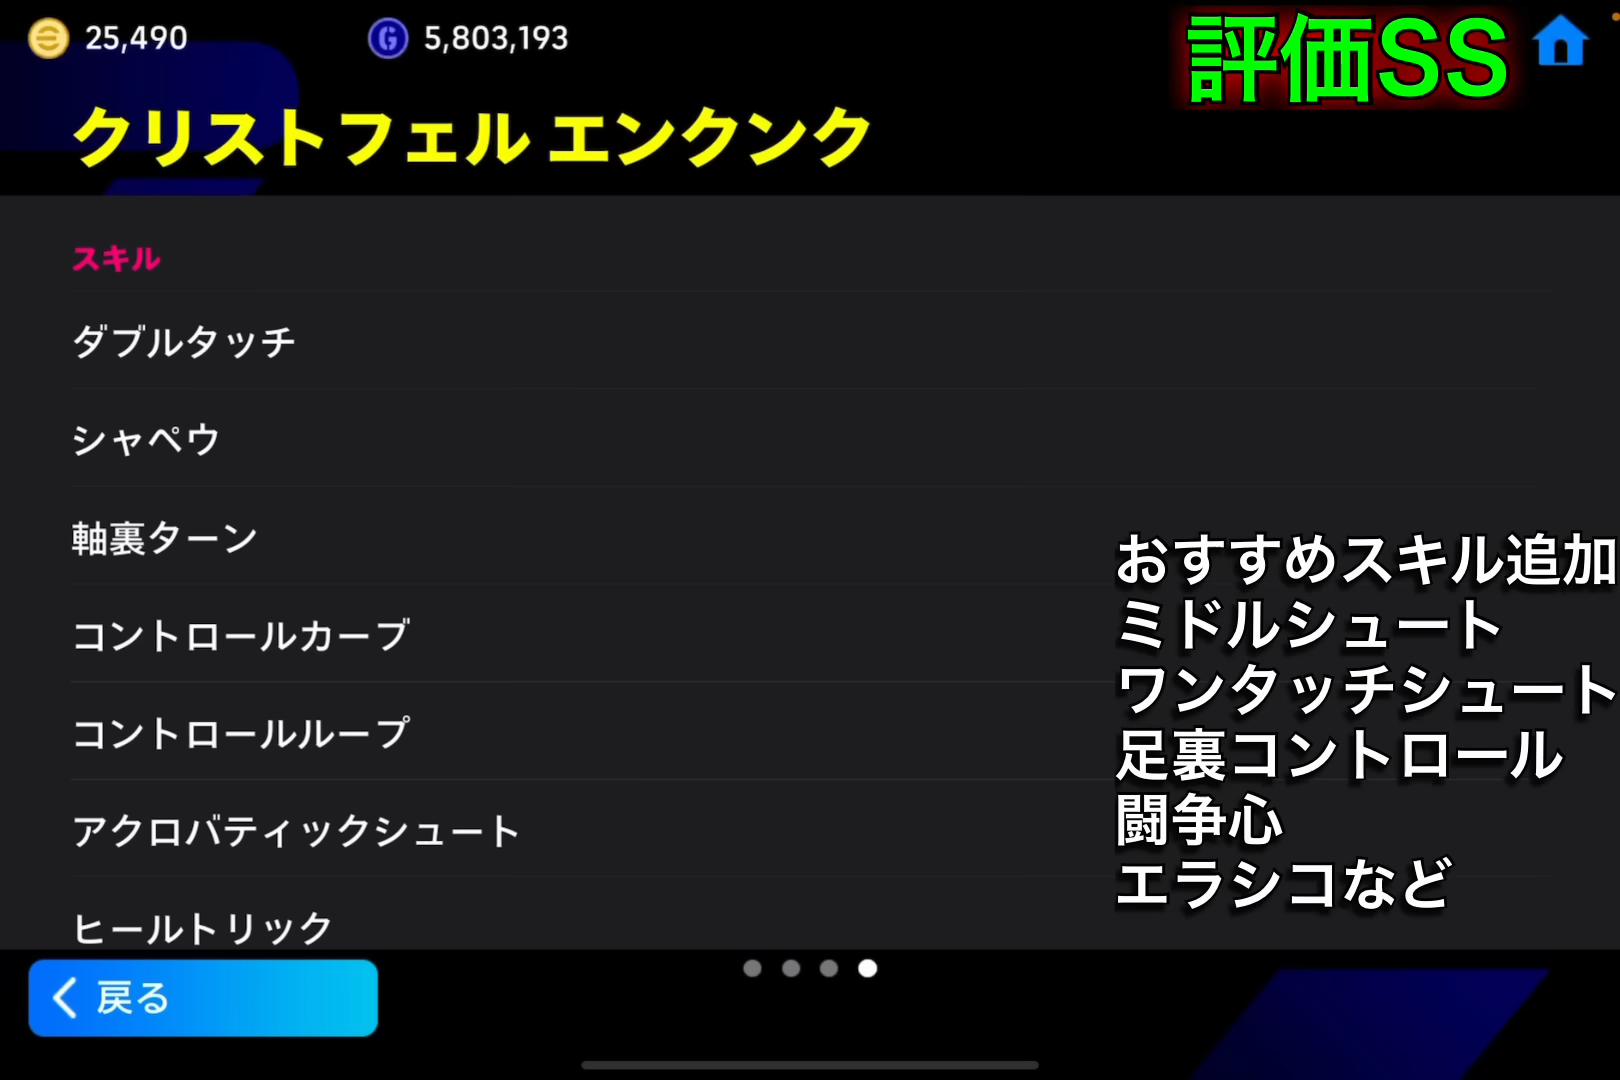 25,490
5,803,193
評価SS
クリストフェル エンクンク
スキル
ダブルタッチ
シャペウ
軸裏ターン
コントロールカーブ
コントロールループ
アクロバティックシュート
ヒールトリック
おすすめスキル追加
ミドルシュート
ワンタッチシュート
足裏コントロール
闘争心
エラシコなど
戻る